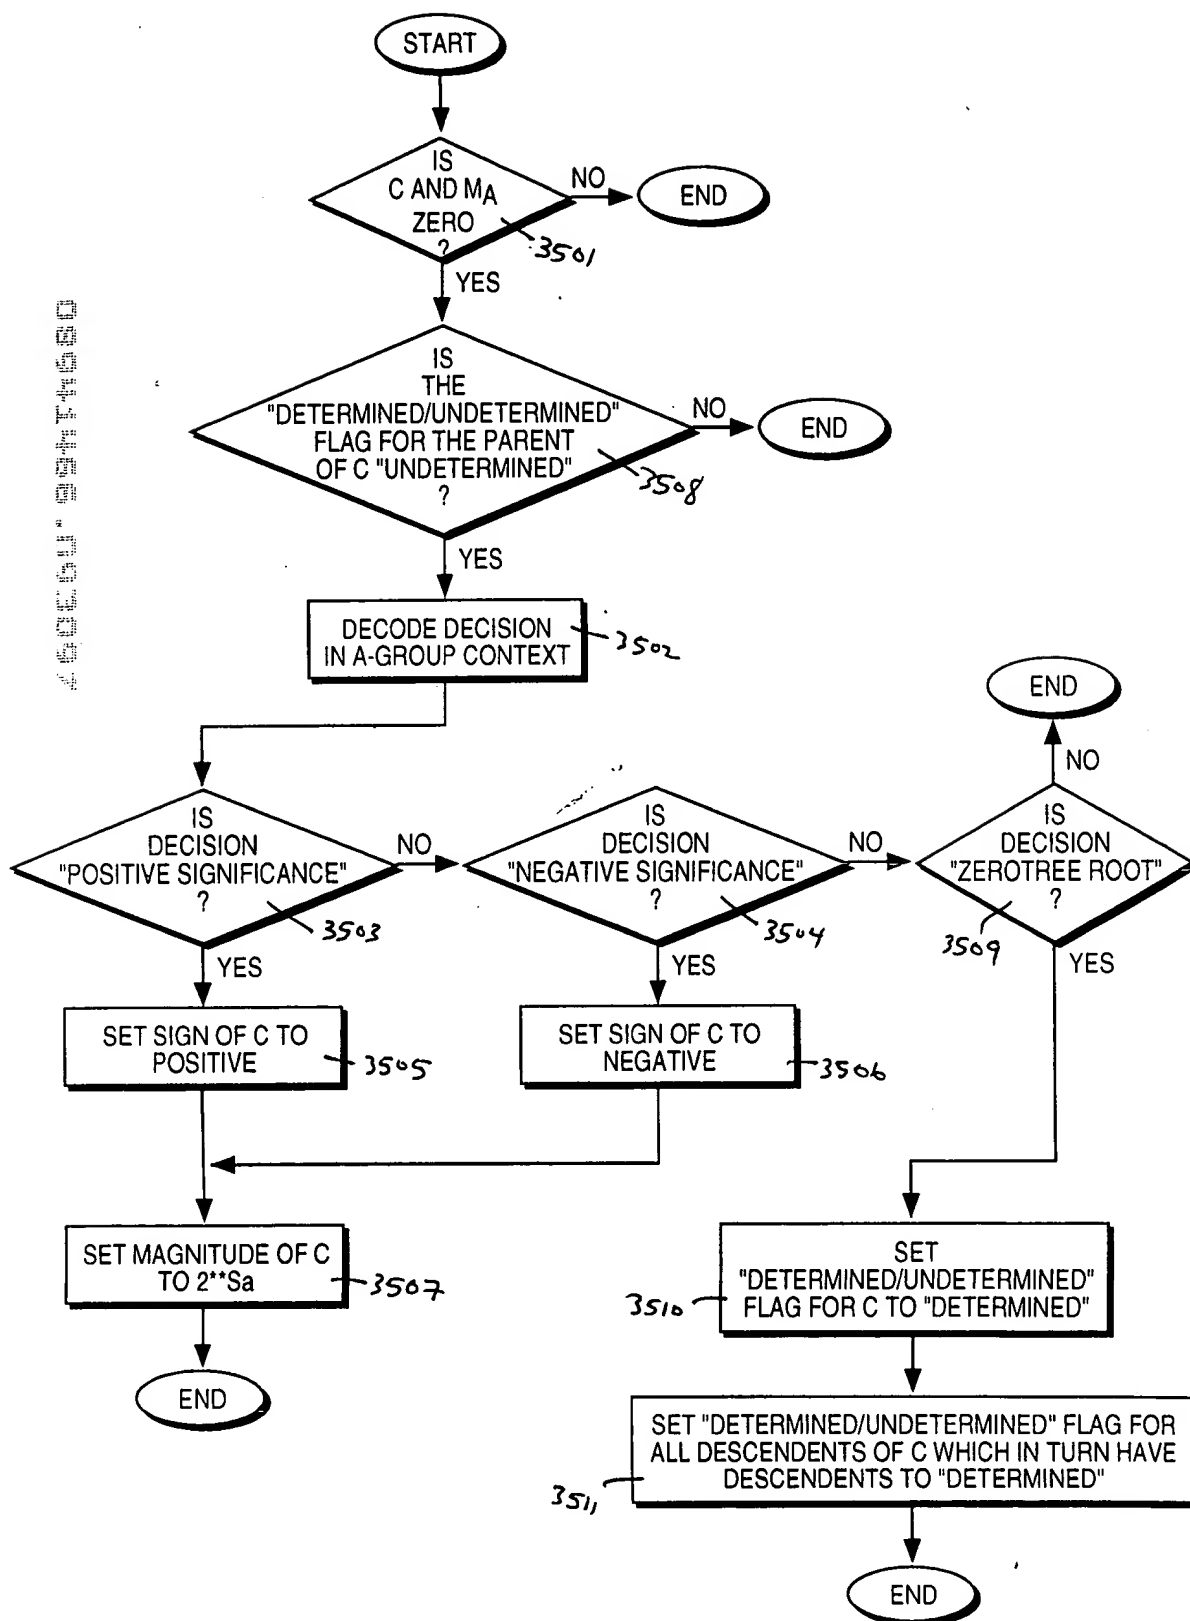 START
IS
C AND MA
ZERO
?
3501
NO
END
YES
IS
THE
"DETERMINED/UNDETERMINED"
FLAG FOR THE PARENT
OF C "UNDETERMINED"
?
3508
NO
END
YES
DECODE DECISION
IN A-GROUP CONTEXT
3502
END
NO
IS
DECISION
"POSITIVE SIGNIFICANCE"
?
3503
NO
IS
DECISION
"NEGATIVE SIGNIFICANCE"
?
3504
NO
IS
DECISION
"ZEROTREE ROOT"
?
3509
YES
YES
YES
SET SIGN OF C TO
POSITIVE
3505
SET SIGN OF C TO
NEGATIVE
3506
SET MAGNITUDE OF C
TO 2**Sa
3507
END
SET
"DETERMINED/UNDETERMINED"
FLAG FOR C TO "DETERMINED"
3510
SET "DETERMINED/UNDETERMINED" FLAG FOR
ALL DESCENDENTS OF C WHICH IN TURN HAVE
DESCENDENTS TO "DETERMINED"
3511
END